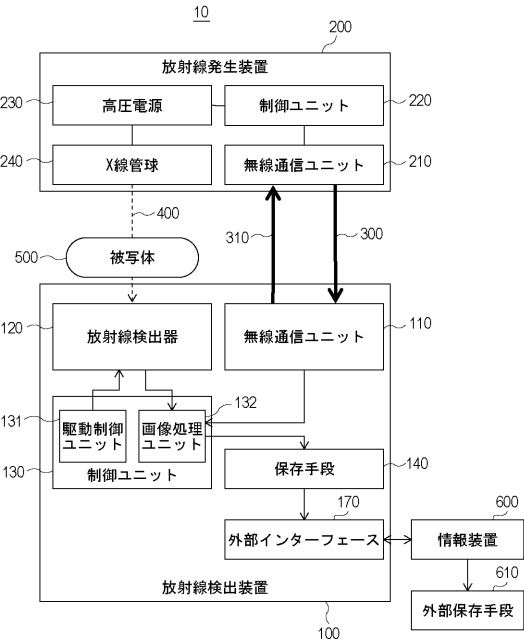 10
200
放射線発生装置
230
高圧電源
制御ユニット
220
240
X線管球
無線通信ユニット
210
400
310
300
500
被写体
120
放射線検出器
無線通信ユニット
110
131
132
駆動制御
ユニット
画像処理
ユニット
130
制御ユニット
保存手段
140
170
600
外部インターフェース
情報装置
610
放射線検出装置
外部保存手段
100